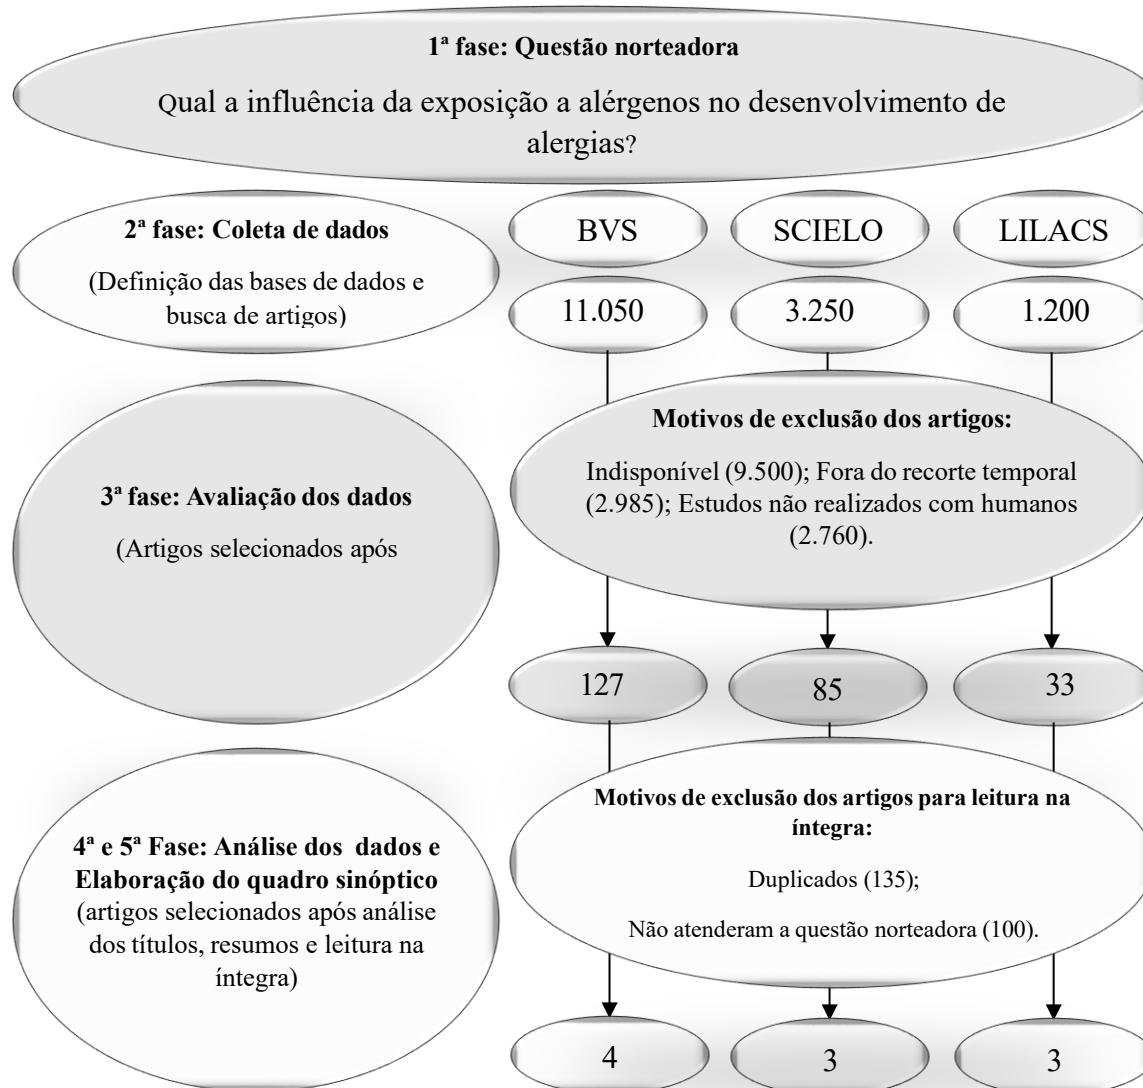 1ª fase: Questão norteadora
Qual a influência da exposição a alérgenos no desenvolvimento de
alergias?
2ª fase: Coleta de dados
(Definição das bases de dados e
busca de artigos)
BVS
SCIELO
LILACS
11.050
3.250
1.200
Motivos de exclusão dos artigos:
Indisponível (9.500); Fora do recorte temporal
(2.985); Estudos não realizados com humanos
(2.760).
3ª fase: Avaliação dos dados
(Artigos selecionados após
127
85
33
Motivos de exclusão dos artigos para leitura na
íntegra:
Duplicados (135);
Não atenderam a questão norteadora (100).
4ª e 5ª Fase: Análise dos dados e
Elaboração do quadro sinóptico
(artigos selecionados após análise
dos títulos, resumos e leitura na
íntegra)
4
3
3